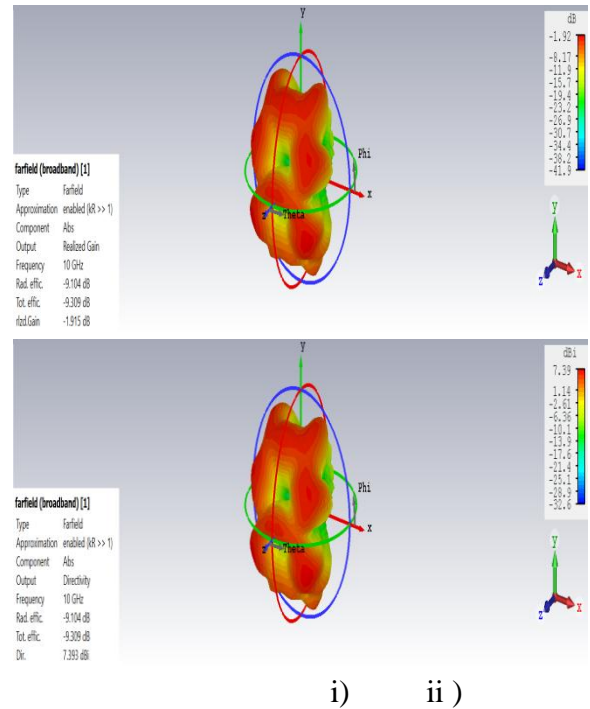 y
Phi
x
z Theta
farfield (broadband) [1]
Type Farfield
Approximation enabled (kR >> 1)
Component Abs
Output Realized Gain
Frequency 10 GHz
Rad. effic. -9.104 dB
Tot. effic. -9.309 dB
rlzd.Gain -1.915 dB
dB
-1.92
-8.17
-11.9
-15.7
-19.4
-23.2
-26.9
-30.7
-34.4
-38.2
-41.9
y
z x
y
Phi
x
z Theta
farfield (broadband) [1]
Type Farfield
Approximation enabled (kR >> 1)
Component Abs
Output Directivity
Frequency 10 GHz
Rad. effic. -9.104 dB
Tot. effic. -9.309 dB
Dir. 7.393 dBi
dBi
7.39
1.14
-2.61
-6.36
-10.1
-13.9
-17.6
-21.4
-25.1
-28.9
-32.6
y
z x
i) ii )